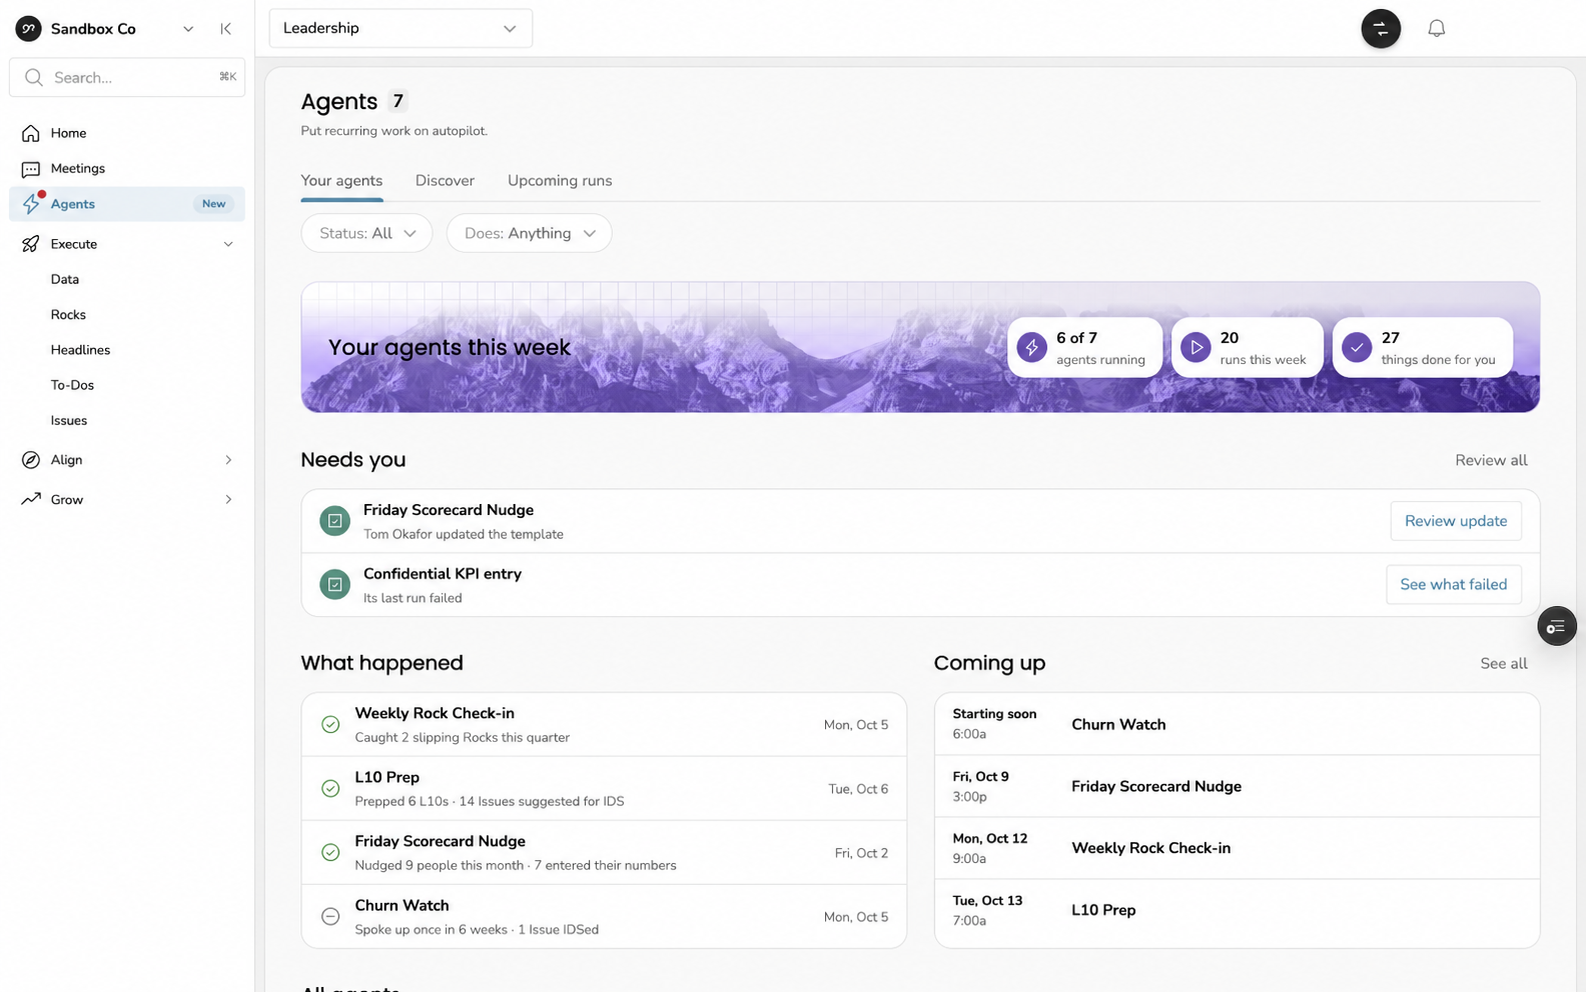 Sandbox Co
Search...
⌘K
Home
Meetings
Agents
New
Execute
Data
Rocks
Headlines
To-Dos
Issues
Align
Grow
Leadership
Agents 7
Put recurring work on autopilot.
Your agents
Discover
Upcoming runs
Status: All
Does: Anything
Your agents this week
6 of 7
agents running
20
runs this week
27
things done for you
Needs you
Review all
Friday Scorecard Nudge
Tom Okafor updated the template
Review update
Confidential KPI entry
Its last run failed
See what failed
What happened
Weekly Rock Check-in
Caught 2 slipping Rocks this quarter
Mon, Oct 5
L10 Prep
Prepped 6 L10s · 14 Issues suggested for IDS
Tue, Oct 6
Friday Scorecard Nudge
Nudged 9 people this month · 7 entered their numbers
Fri, Oct 2
Churn Watch
Spoke up once in 6 weeks · 1 Issue IDSed
Mon, Oct 5
Coming up
See all
Starting soon
6:00a
Churn Watch
Fri, Oct 9
3:00p
Friday Scorecard Nudge
Mon, Oct 12
9:00a
Weekly Rock Check-in
Tue, Oct 13
7:00a
L10 Prep